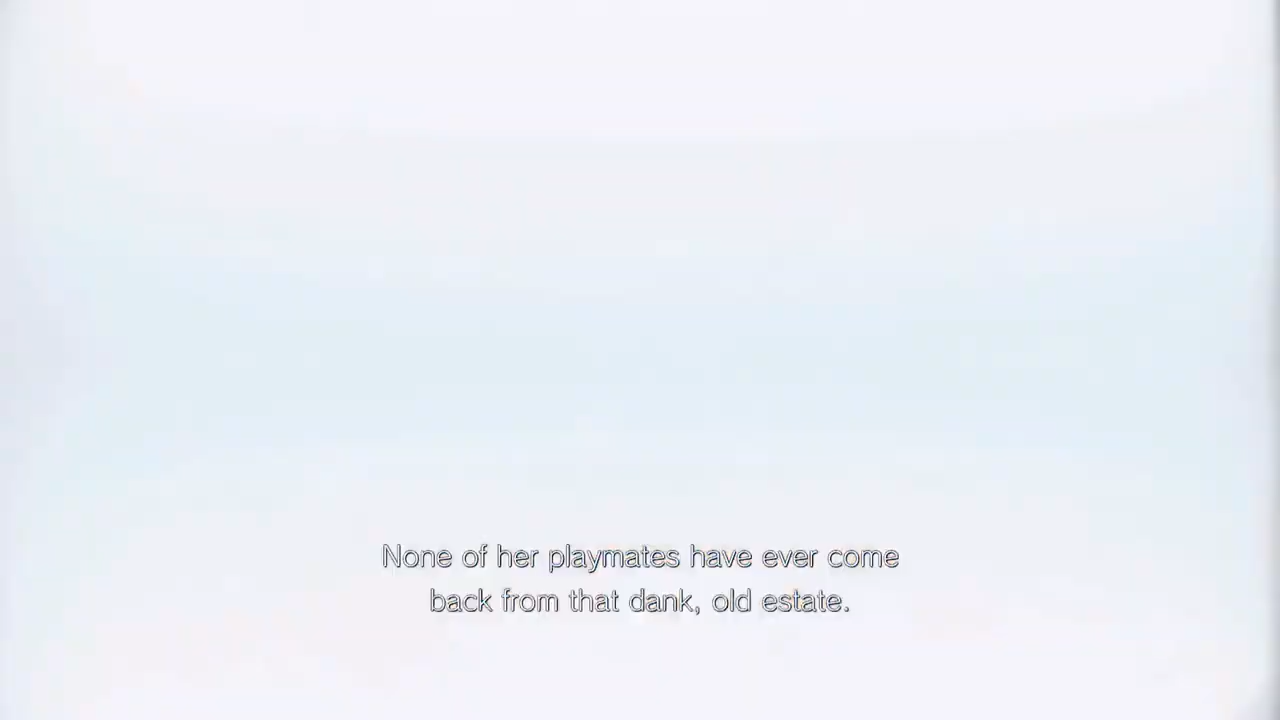 None of her playmates have ever come
back from that dank, old estate.